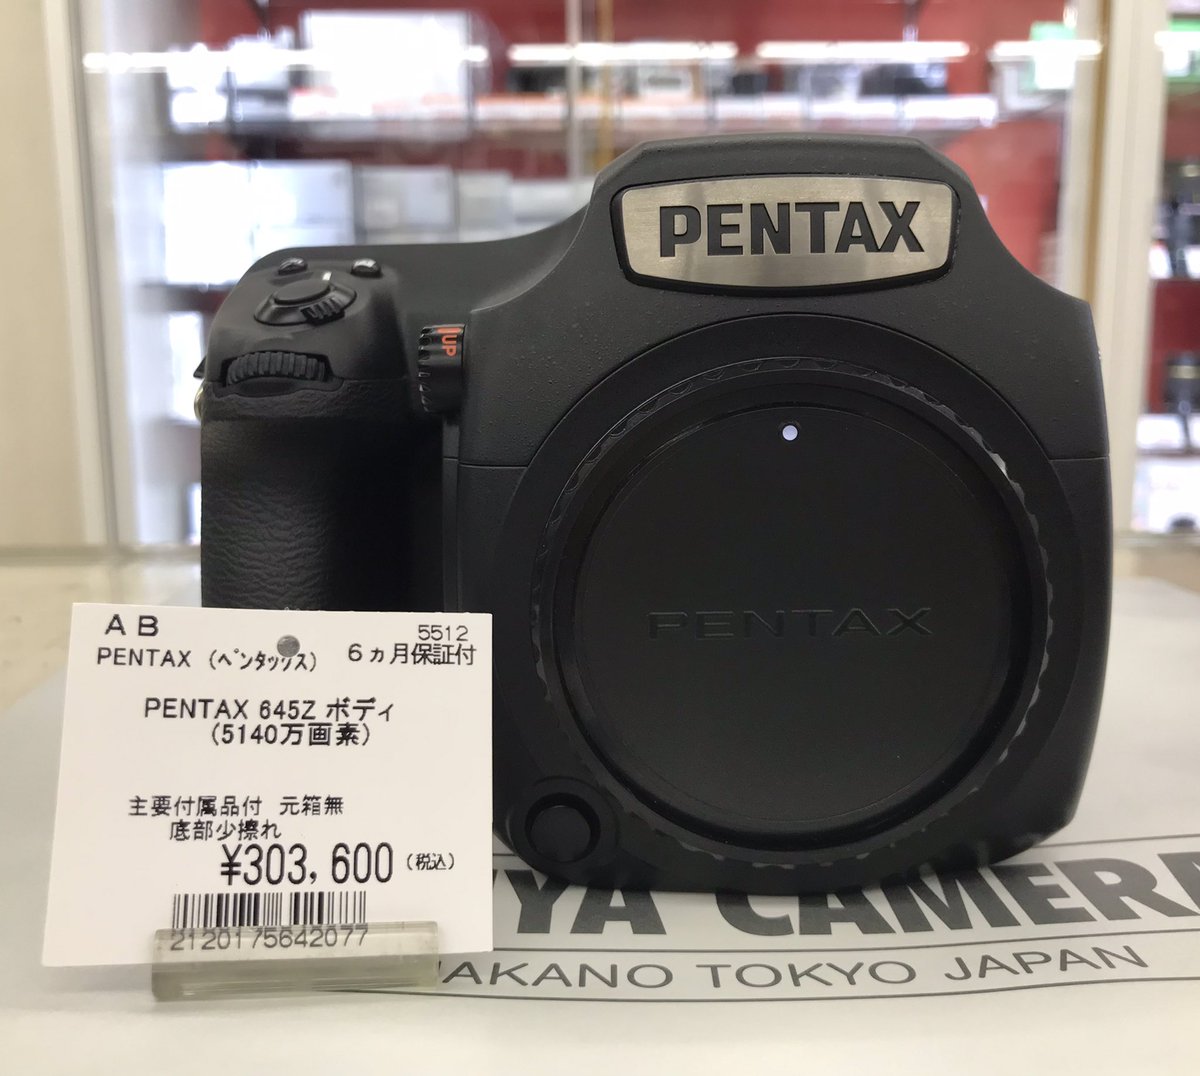 PENTAX
UP
PENTAX
AB
5512
PENTAX (ペンタックス) 6ヵ月保証付
PENTAX 645Z ボディ
(5140万画素)
主要付属品付 元箱無
底部少擦れ
¥303,600 (税込)
2120175642077
YA CAMERA
AKANO TOKYO JAPAN